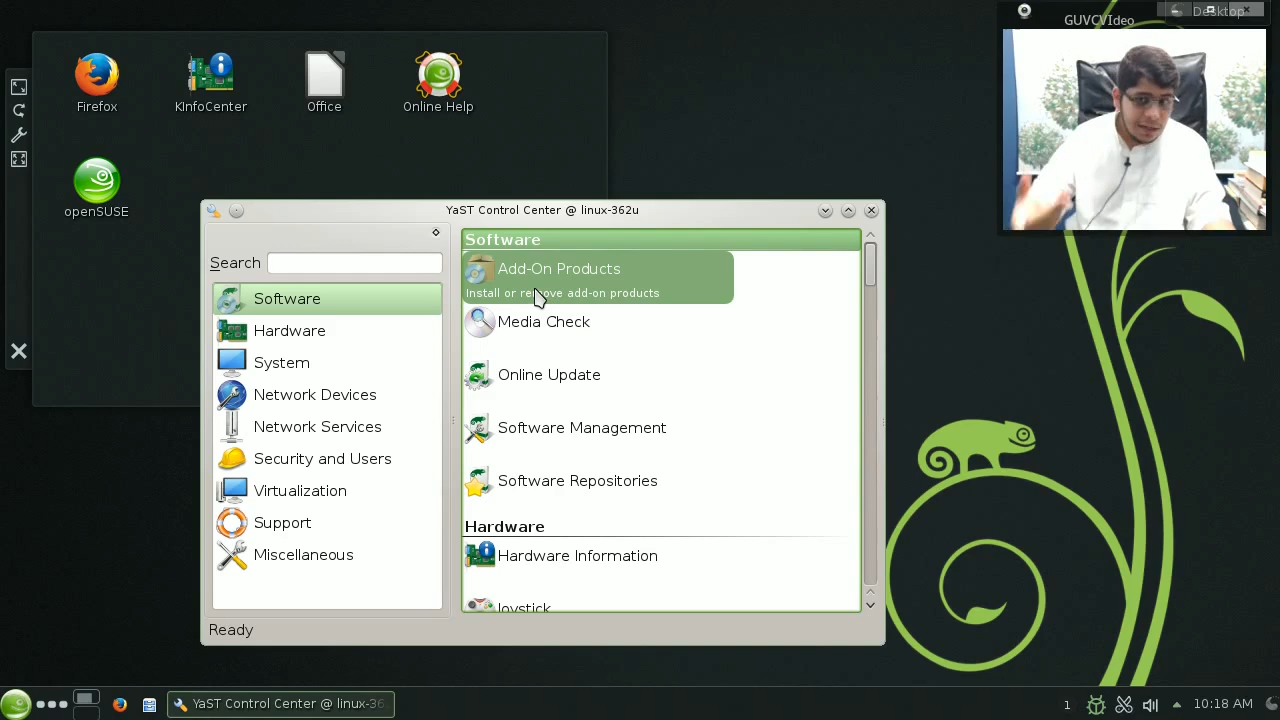 Desktop
GUVCVIdeo
Firefox
KInfoCenter
Office
Online Help
openSUSE
YaST Control Center @ linux-362u
Search
Software
Hardware
System
Network Devices
Network Services
Security and Users
Virtualization
Support
Miscellaneous
Software
Add-On Products
Install or remove add-on products
Media Check
Online Update
Software Management
Software Repositories
Hardware
Hardware Information
Joystick
Ready
YaST Control Center @ linux-36
1
10:18 AM